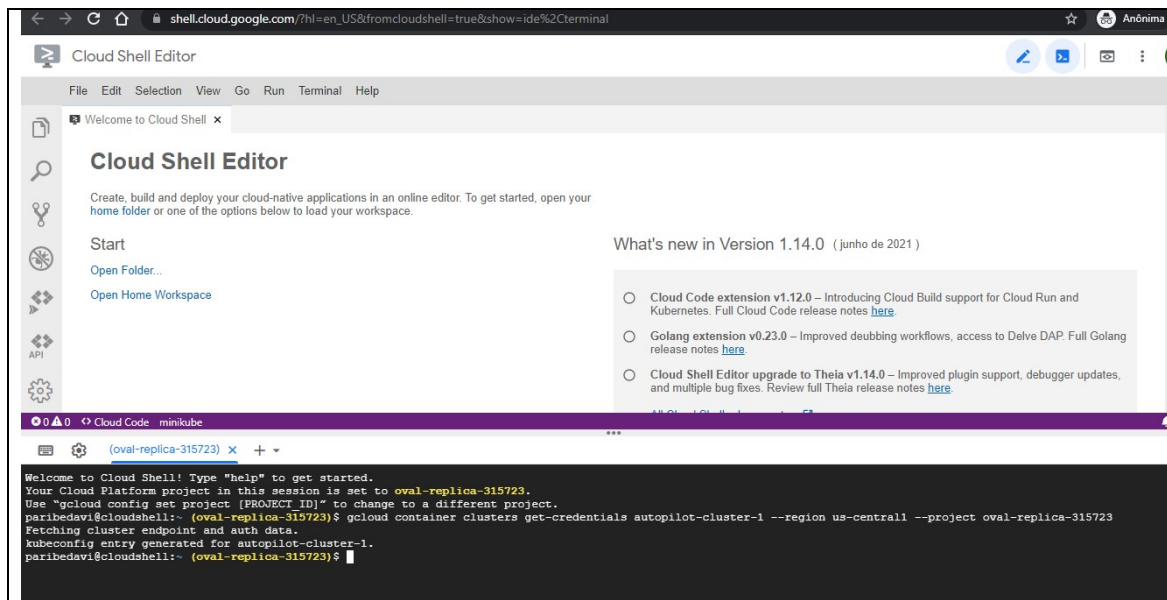 shell.cloud.google.com/?hl=en_US&fromcloudshell=true&show=ide%2Cterminal
Anônima
Cloud Shell Editor
File Edit Selection View Go Run Terminal Help
Welcome to Cloud Shell
Cloud Shell Editor
Create, build and deploy your cloud-native applications in an online editor. To get started, open your
home folder or one of the options below to load your workspace.
Start
Open Folder...
Open Home Workspace
What's new in Version 1.14.0 ( junho de 2021 )
Cloud Code extension v1.12.0 – Introducing Cloud Build support for Cloud Run and
Kubernetes. Full Cloud Code release notes here.
Golang extension v0.23.0 – Improved deubbing workflows, access to Delve DAP. Full Golang
release notes here.
Cloud Shell Editor upgrade to Theia v1.14.0 – Improved plugin support, debugger updates,
and multiple bug fixes. Review full Theia release notes here.
API
0 0 Cloud Code minikube
(oval-replica-315723)
Welcome to Cloud Shell! Type "help" to get started.
Your Cloud Platform project in this session is set to oval-replica-315723.
Use "gcloud config set project [PROJECT_ID]" to change to a different project.
paribedavi@cloudshell:~ (oval-replica-315723)$ gcloud container clusters get-credentials autopilot-cluster-1 --region us-central1 --project oval-replica-315723
Fetching cluster endpoint and auth data.
kubeconfig entry generated for autopilot-cluster-1.
paribedavi@cloudshell:~ (oval-replica-315723)$